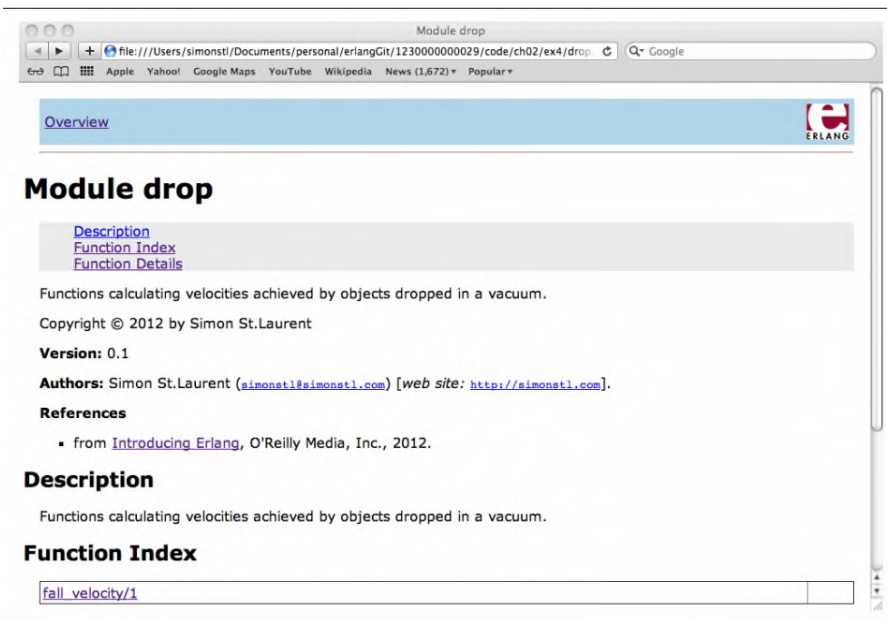 Module drop
file:///Users/simonstl/Documents/personal/erlangGit/1230000000029/code/ch02/ex4/drop.
Google
Apple Yahoo! Google Maps YouTube Wikipedia News (1,672) Popular
Overview
ERLANG
Module drop
Description
Function Index
Function Details
Functions calculating velocities achieved by objects dropped in a vacuum.
Copyright © 2012 by Simon St.Laurent
Version: 0.1
Authors: Simon St.Laurent (simonstl@simonstl.com) [web site: http://simonstl.com].
References
▪ from Introducing Erlang, O'Reilly Media, Inc., 2012.
Description
Functions calculating velocities achieved by objects dropped in a vacuum.
Function Index
fall_velocity/1